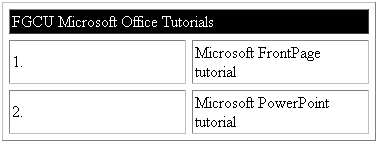 FGCU Microsoft Office Tutorials
1.
Microsoft FrontPage
tutorial
2.
Microsoft PowerPoint
tutorial